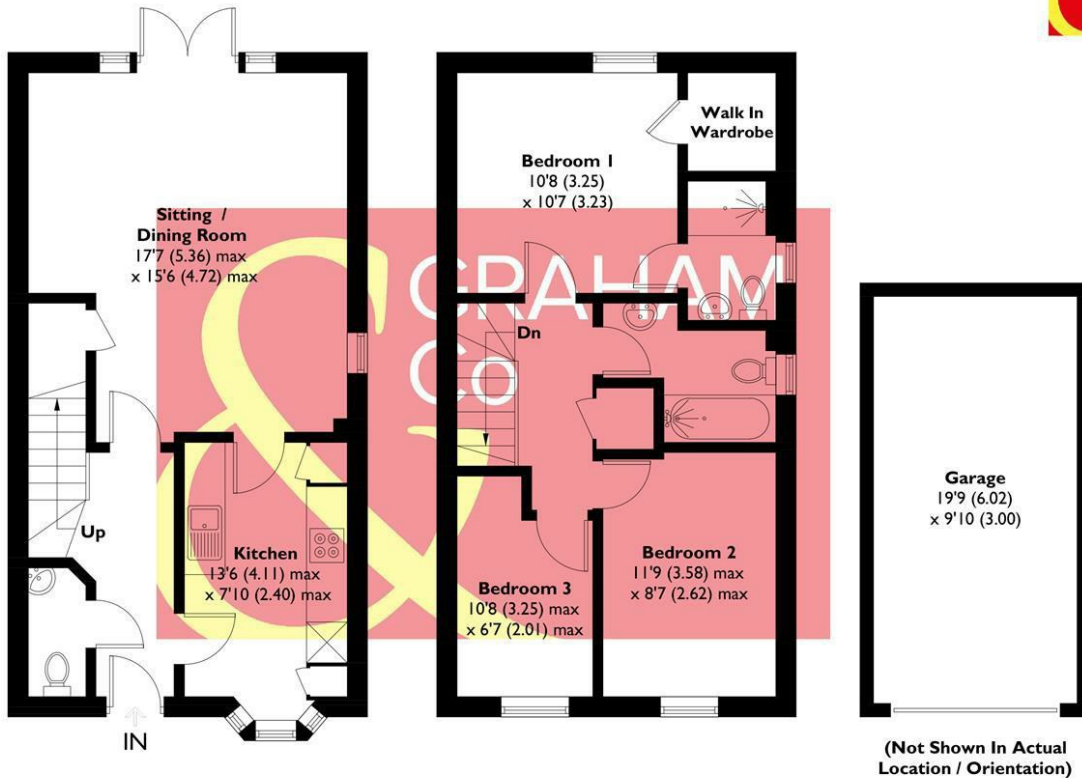 Sitting /
Dining Room
17'7 (5.36) max
x 15'6 (4.72) max
Up
Kitchen
13'6 (4.11) max
x 7'10 (2.40) max
IN
Bedroom 1
10'8 (3.25)
x 10'7 (3.23)
Walk In
Wardrobe
Dn
Bedroom 3
10'8 (3.25) max
x 6'7 (2.01) max
Bedroom 2
11'9 (3.58) max
x 8'7 (2.62) max
Garage
19'9 (6.02)
x 9'10 (3.00)
(Not Shown In Actual
Location / Orientation)
&
GRAHAM
Co